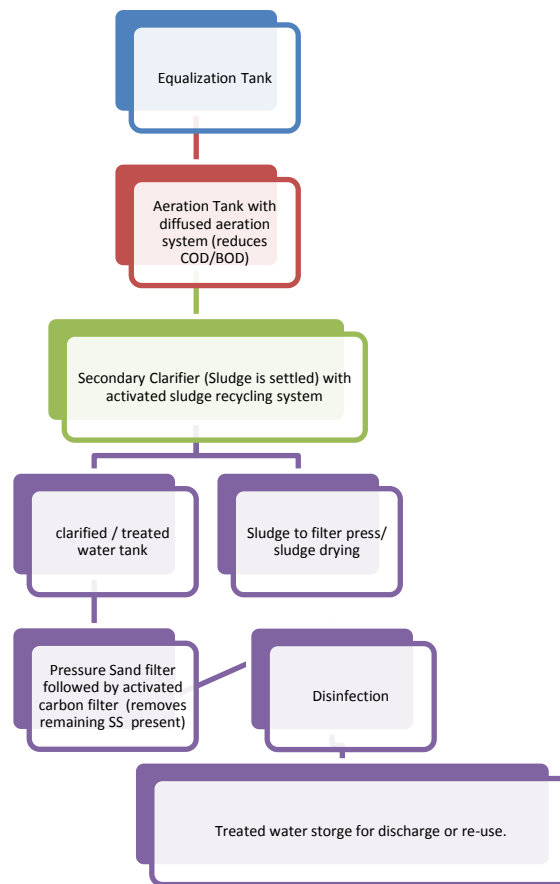 Equalization Tank
Aeration Tank with
diffused aeration
system (reduces
COD/BOD)
Secondary Clarifier (Sludge is settled) with
activated sludge recycling system
clarified / treated
water tank
Sludge to filter press/
sludge drying
Pressure Sand filter
followed by activated
carbon filter (removes
remaining SS present)
Disinfection
Treated water storge for discharge or re-use.